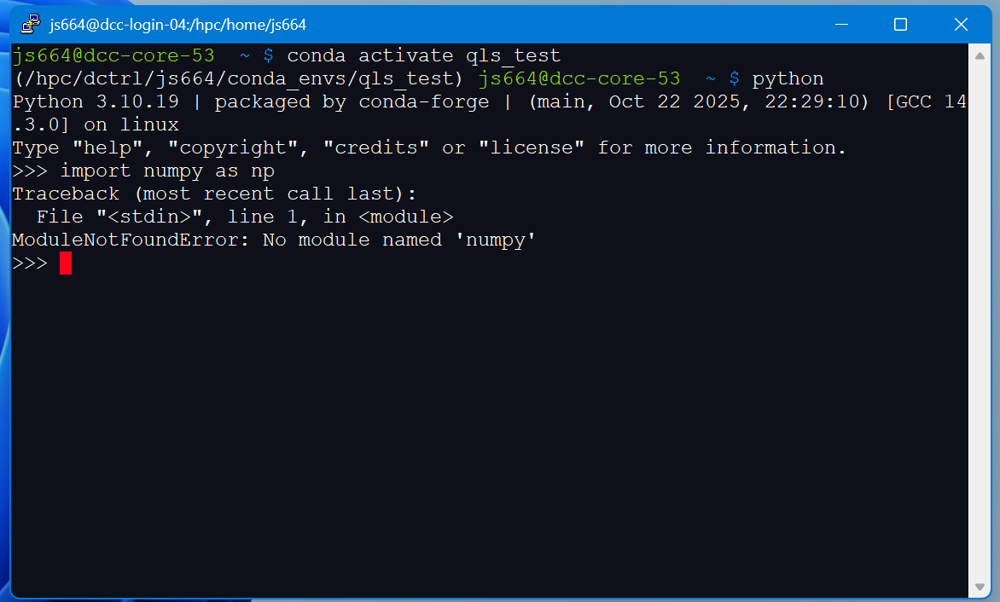 js664@dcc-login-04:/hpc/home/js664
js664@dcc-core-53  ~ $ conda activate qls_test
(/hpc/dctrl/js664/conda_envs/qls_test) js664@dcc-core-53  ~ $ python
Python 3.10.19 | packaged by conda-forge | (main, Oct 22 2025, 22:29:10) [GCC 14
.3.0] on linux
Type "help", "copyright", "credits" or "license" for more information.
>>> import numpy as np
Traceback (most recent call last):
  File "<stdin>", line 1, in <module>
ModuleNotFoundError: No module named 'numpy'
>>>